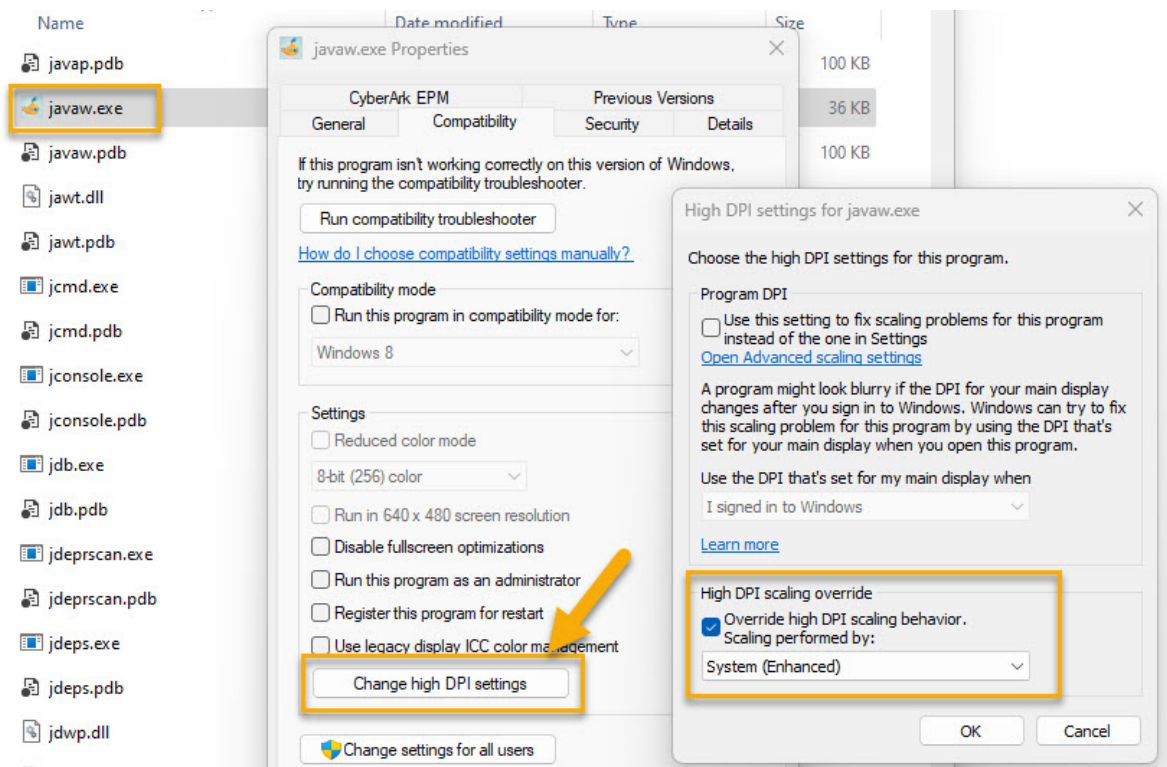 Name Date modified Type Size
javap.pdb 100 KB
javaw.exe 36 KB
javaw.pdb 100 KB
jawt.dll
jawt.pdb
jcmd.exe
jcmd.pdb
jconsole.exe
jconsole.pdb
jdb.exe
jdb.pdb
jdeprscan.exe
jdeprscan.pdb
jdeps.exe
jdeps.pdb
jdwp.dll
javaw.exe Properties
CyberArk EPM Previous Versions
General Compatibility Security Details
If this program isn't working correctly on this version of Windows,
try running the compatibility troubleshooter.
Run compatibility troubleshooter
How do I choose compatibility settings manually?
Compatibility mode
Run this program in compatibility mode for:
Windows 8
Settings
Reduced color mode
8-bit (256) color
Run in 640 x 480 screen resolution
Disable fullscreen optimizations
Run this program as an administrator
Register this program for restart
Use legacy display ICC color management
Change high DPI settings
Change settings for all users
High DPI settings for javaw.exe
Choose the high DPI settings for this program.
Program DPI
Use this setting to fix scaling problems for this program
instead of the one in Settings
Open Advanced scaling settings
A program might look blurry if the DPI for your main display
changes after you sign in to Windows. Windows can try to fix
this scaling problem for this program by using the DPI that's
set for your main display when you open this program.
Use the DPI that's set for my main display when
I signed in to Windows
Learn more
High DPI scaling override
Override high DPI scaling behavior.
Scaling performed by:
System (Enhanced)
OK Cancel